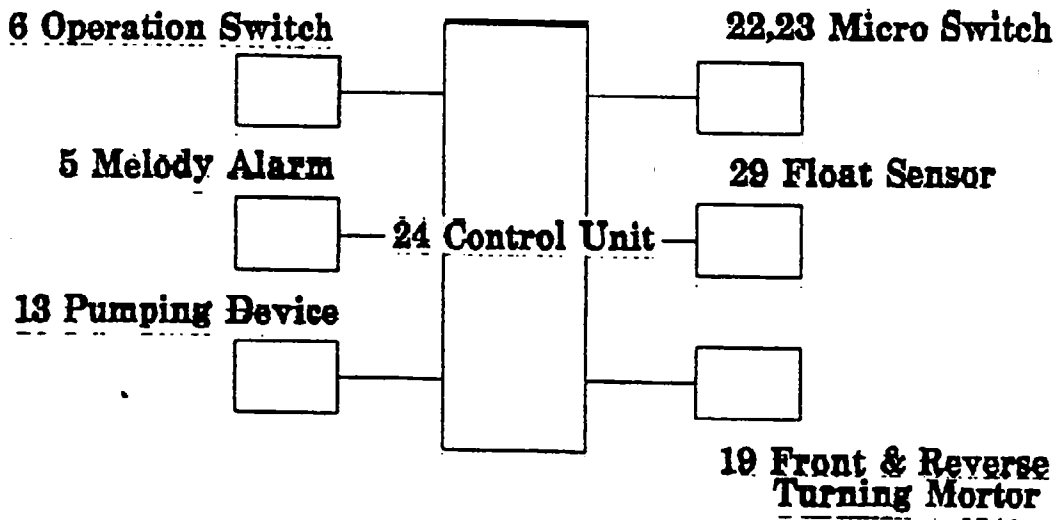 6 Operation Switch
22,23 Micro Switch
5 Melody Alarm
29 Float Sensor
24 Control Unit
13 Pumping Device
19 Front & Reverse
Turning Mortor